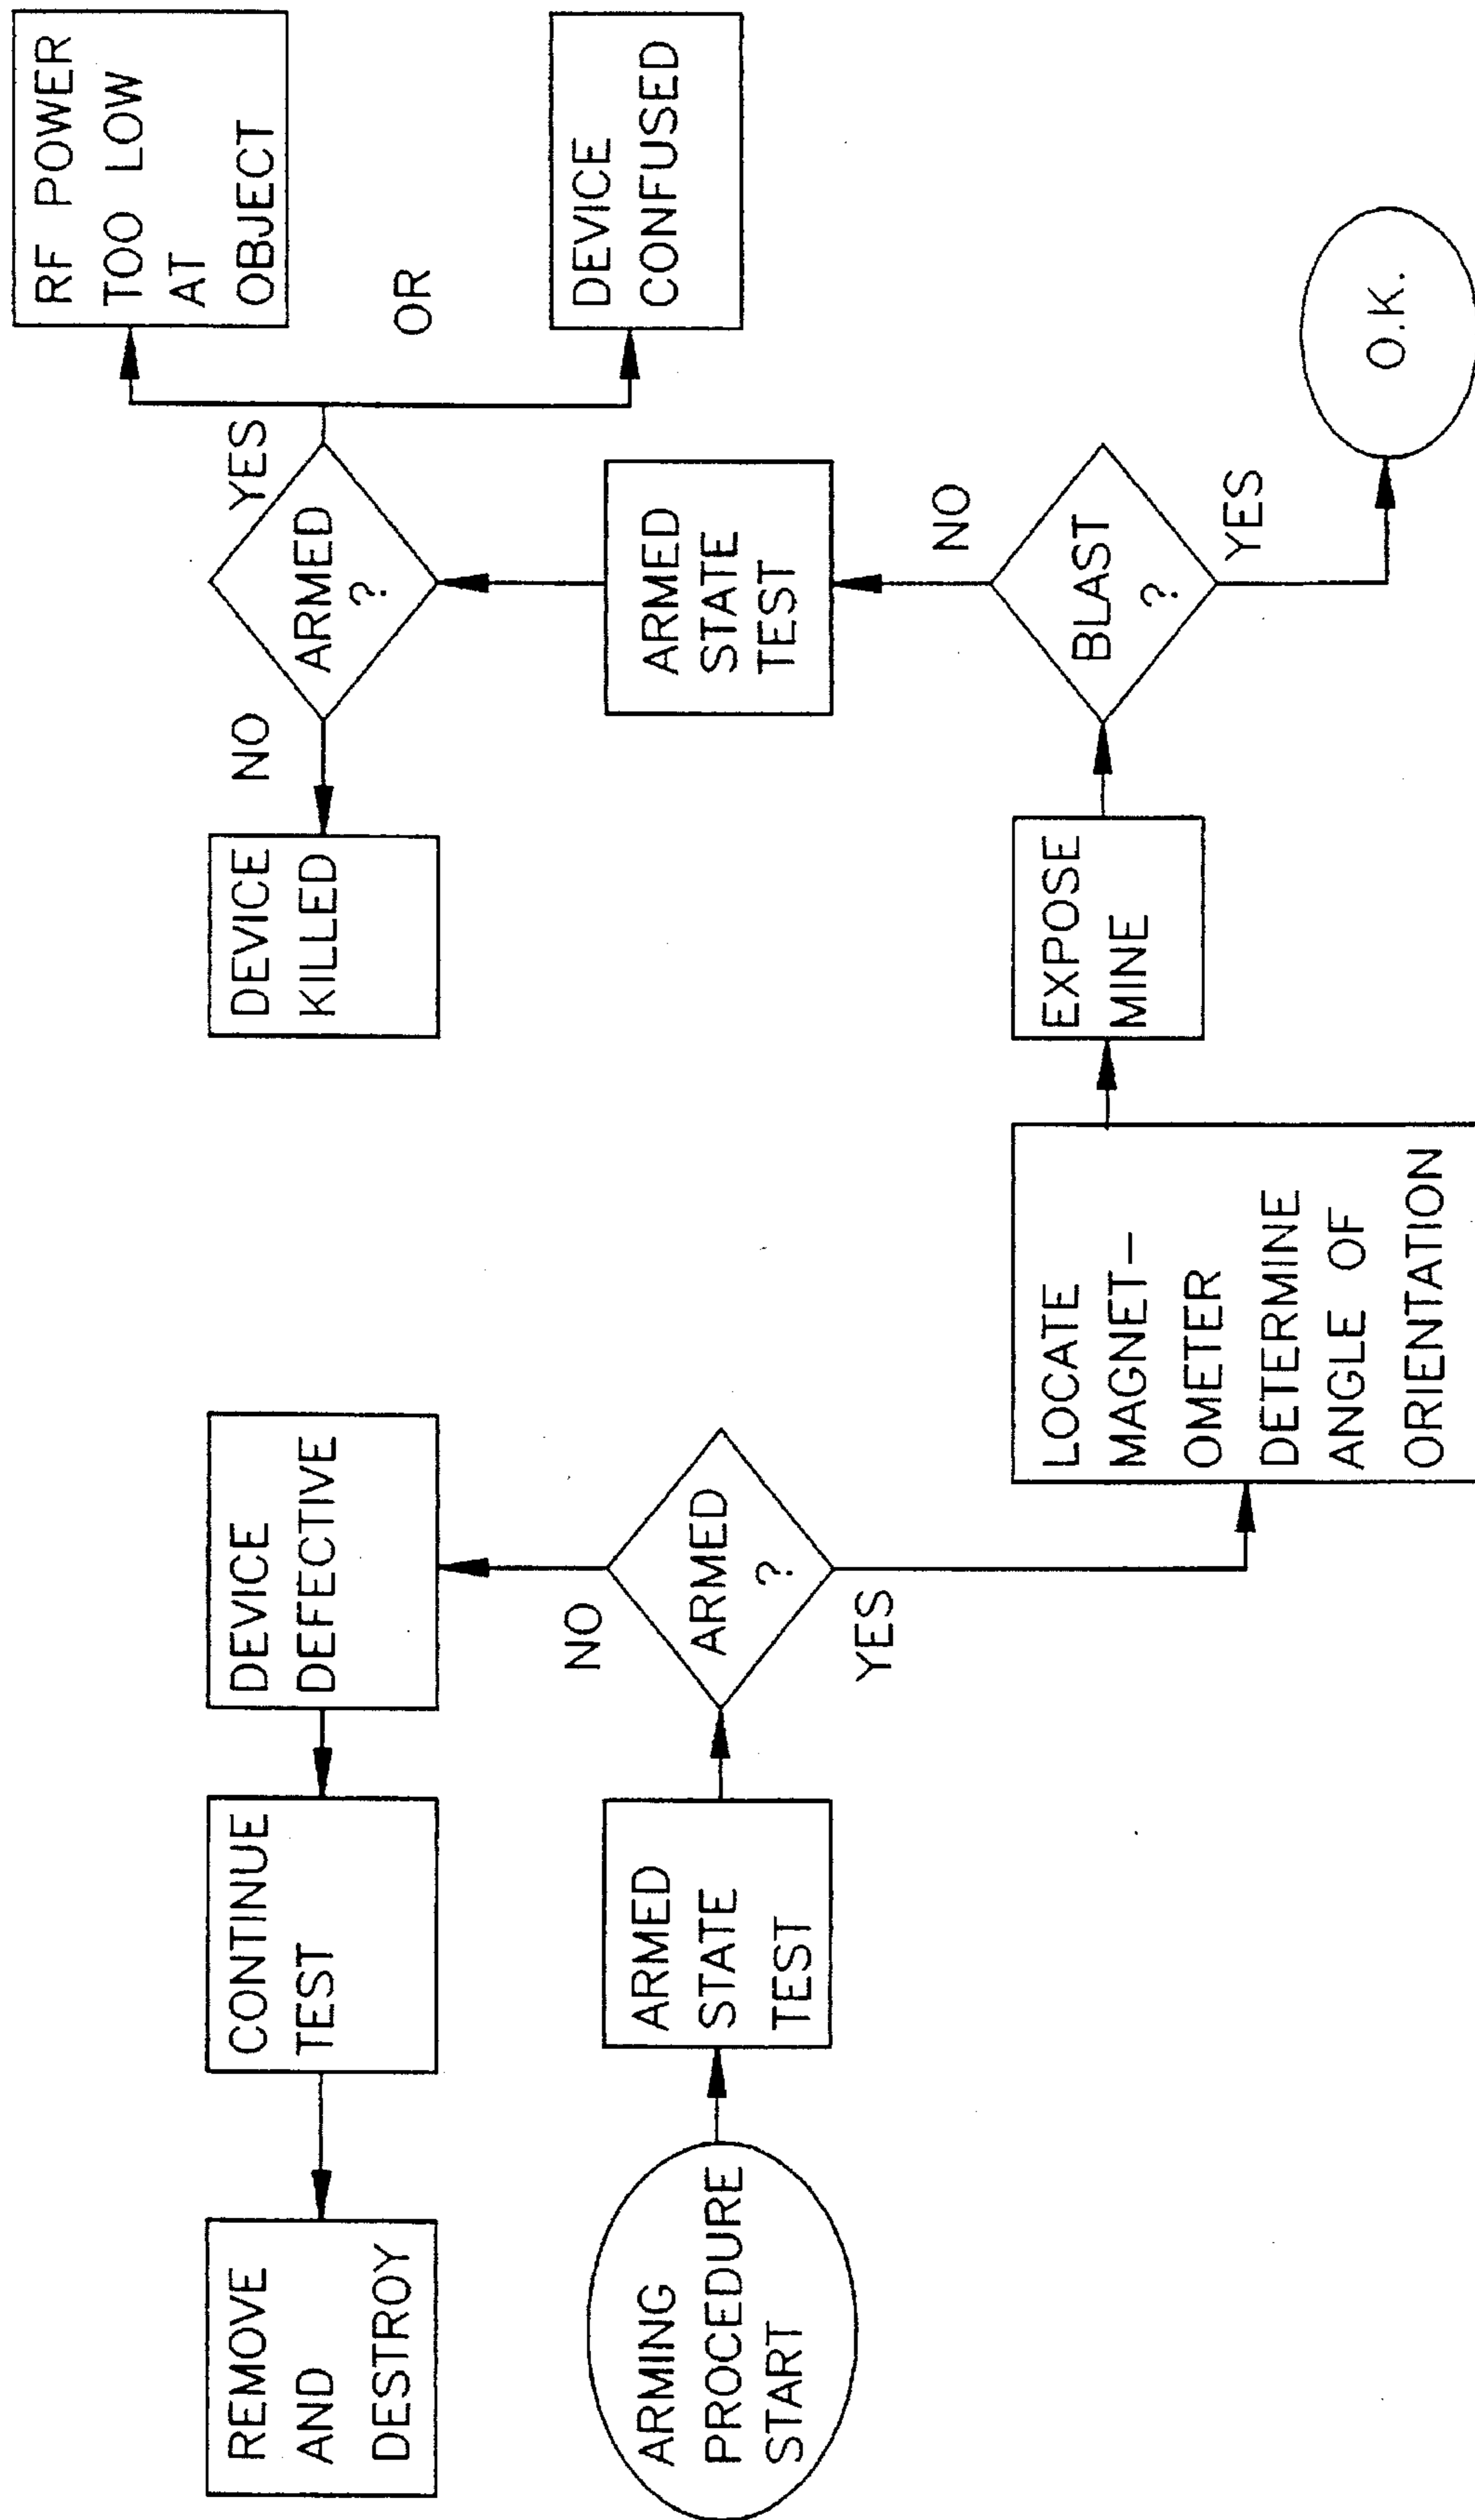 ARMING
PROCEDURE
START
ARMED
STATE
TEST
ARMED
?
NO
DEVICE
DEFECTIVE
CONTINUE
TEST
REMOVE
AND
DESTROY
YES
LOCATE
MAGNET—
OMETER
DETERMINE
ANGLE OF
ORIENTATION
EXPOSE
MINE
BLAST
?
YES
O.K.
NO
ARMED
STATE
TEST
ARMED
?
NO
DEVICE
KILLED
YES
RF POWER
TOO LOW
AT
OBJECT
OR
DEVICE
CONFUSED